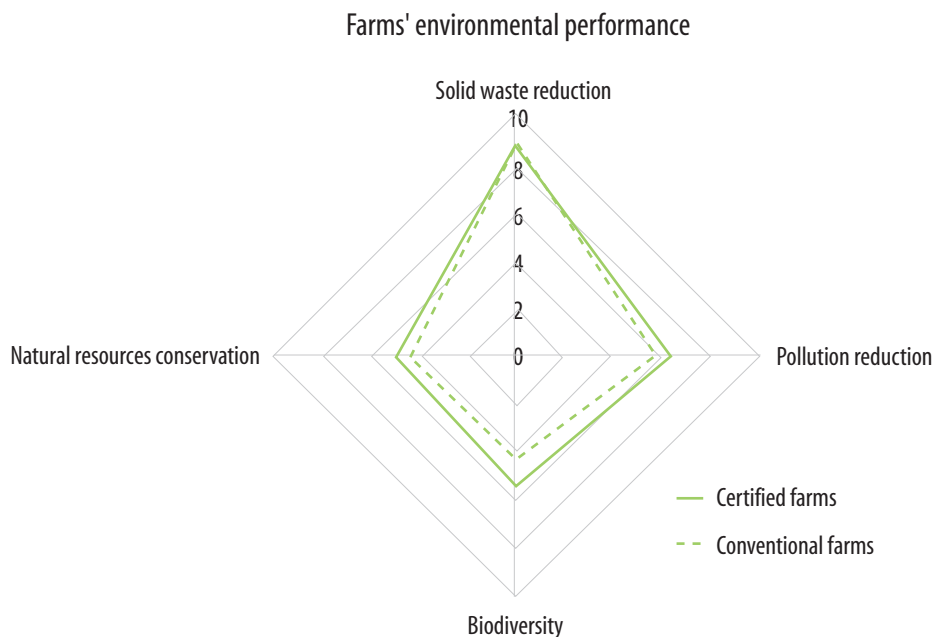 Farms' environmental performance
Solid waste reduction
10
8
6
4
2
0
Natural resources conservation
Pollution reduction
Certified farms
Conventional farms
Biodiversity